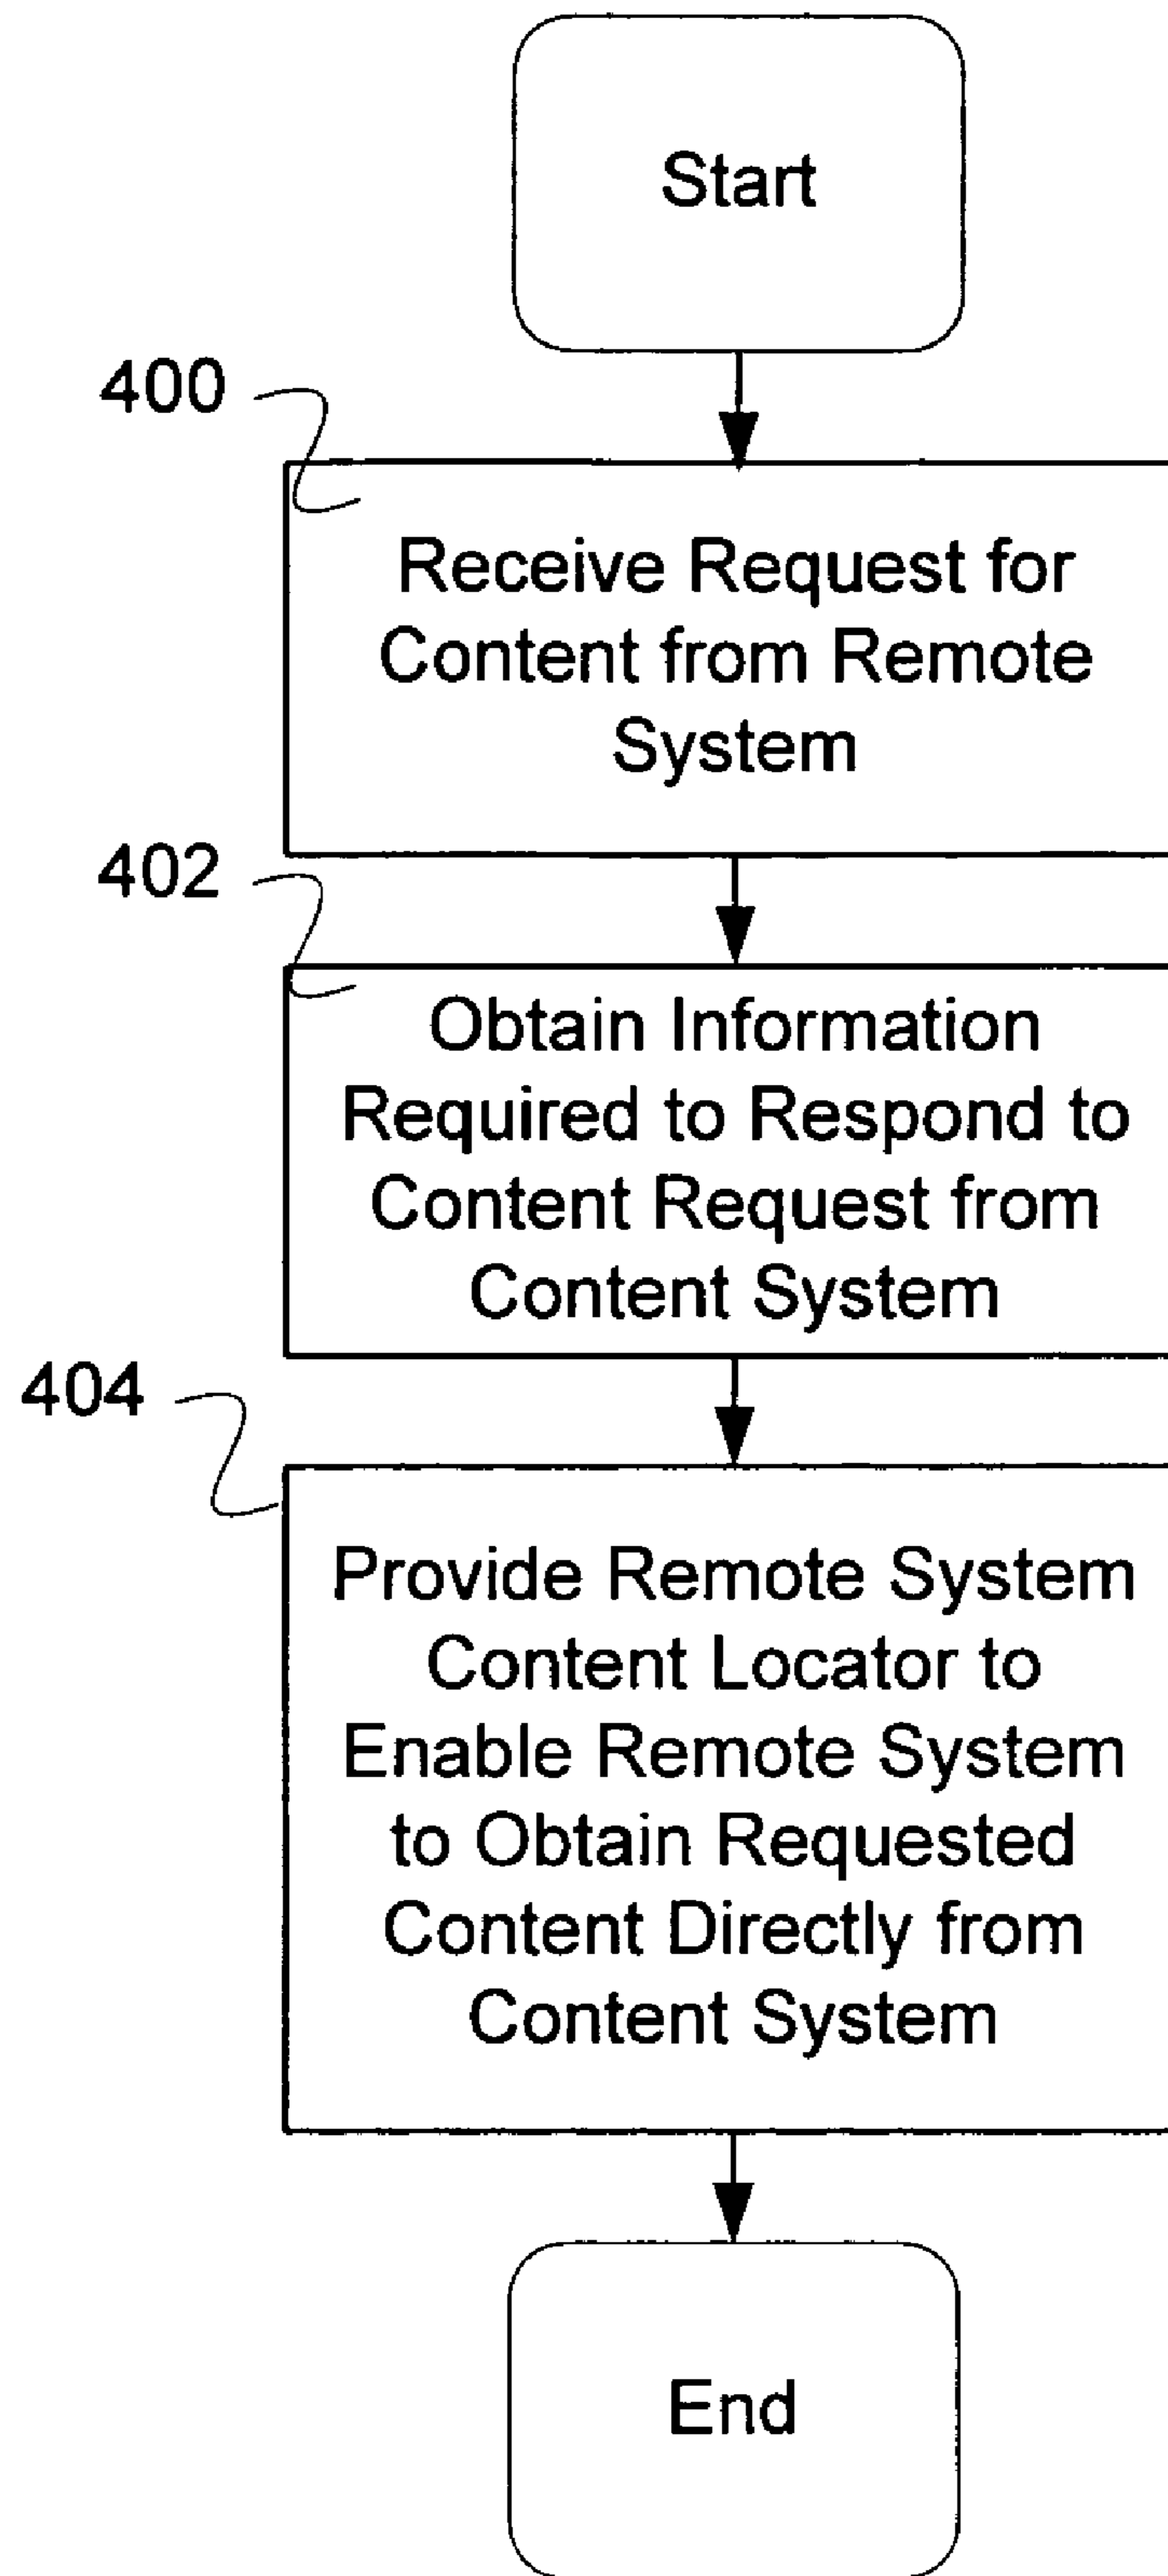 Start
400
Receive Request for
Content from Remote
System
402
Obtain Information
Required to Respond to
Content Request from
Content System
404
Provide Remote System
Content Locator to
Enable Remote System
to Obtain Requested
Content Directly from
Content System
End